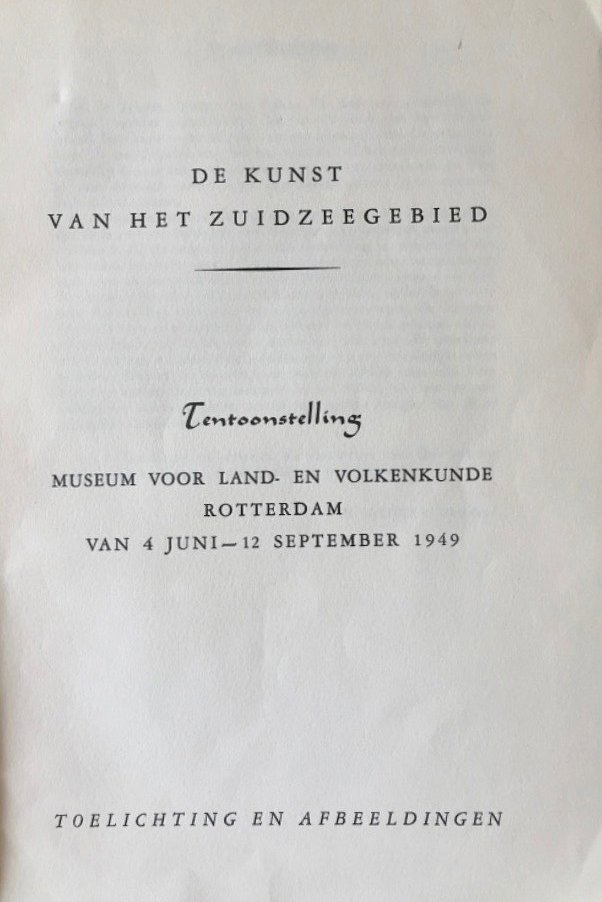 DE KUNST
VAN HET ZUIDZEEGEBIED
Tentoonstelling
MUSEUM VOOR LAND- EN VOLKENKUNDE
ROTTERDAM
VAN 4 JUNI—12 SEPTEMBER 1949
TOELICHTING EN AFBEELDINGEN